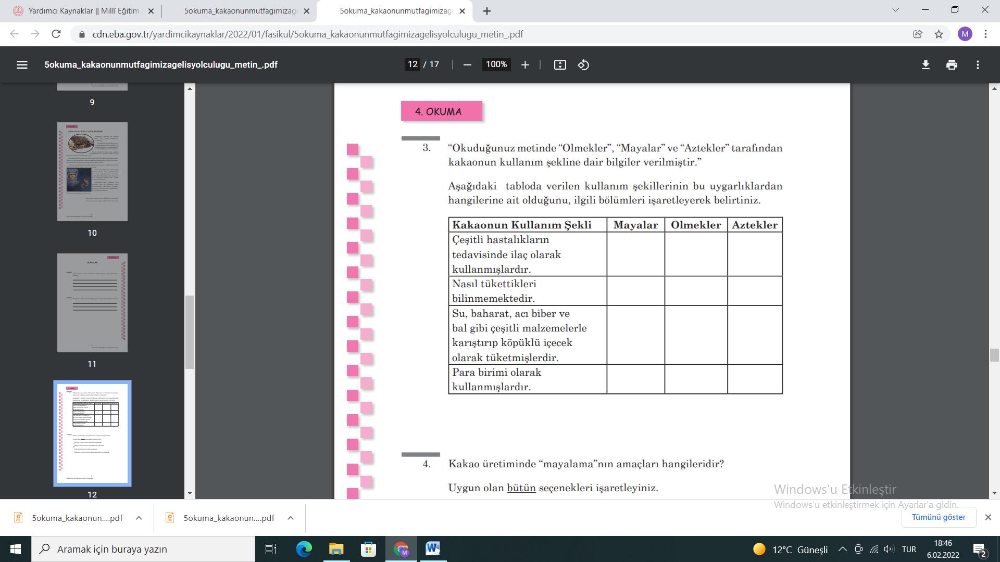 Yardımcı Kaynaklar || Millî Eğitim
5okuma_kakaonunmutfagimizage
5okuma_kakaonunmutfagimizage
cdn.eba.gov.tr/yardimcikaynaklar/2022/01/fasikul/5okuma_kakaonunmutfagimizagelisyolculugu_metin_.pdf
M
5okuma_kakaonunmutfagimizagelisyolculugu_metin_.pdf
12 / 17
100%
9
10
11
12
4. OKUMA
3. “Okuduğunuz metinde “Olmekler”, “Mayalar” ve “Aztekler” tarafından
kakaonun kullanım şekline dair bilgiler verilmiştir.”
Aşağıdaki tabloda verilen kullanım şekillerinin bu uygarlıklardan
hangilerine ait olduğunu, ilgili bölümleri işaretleyerek belirtiniz.
Kakaonun Kullanım Şekli Mayalar Olmekler Aztekler
Çeşitli hastalıkların
tedavisinde ilaç olarak
kullanmışlardır.
Nasıl tükettikleri
bilinmemektedir.
Su, baharat, acı biber ve
bal gibi çeşitli malzemelerle
karıştırıp köpüklü içecek
olarak tüketmişlerdir.
Para birimi olarak
kullanmışlardır.
4. Kakao üretiminde “mayalama”nın amaçları hangileridir?
Uygun olan bütün seçenekleri işaretleyiniz.
Windows'u Etkinleştir
Windows'u etkinleştirmek için Ayarlar'a gidin.
5okuma_kakaonun....pdf
5okuma_kakaonun....pdf
Tümünü göster
Aramak için buraya yazın
M
W
12°C Güneşli
TUR
18:46
6.02.2022
2